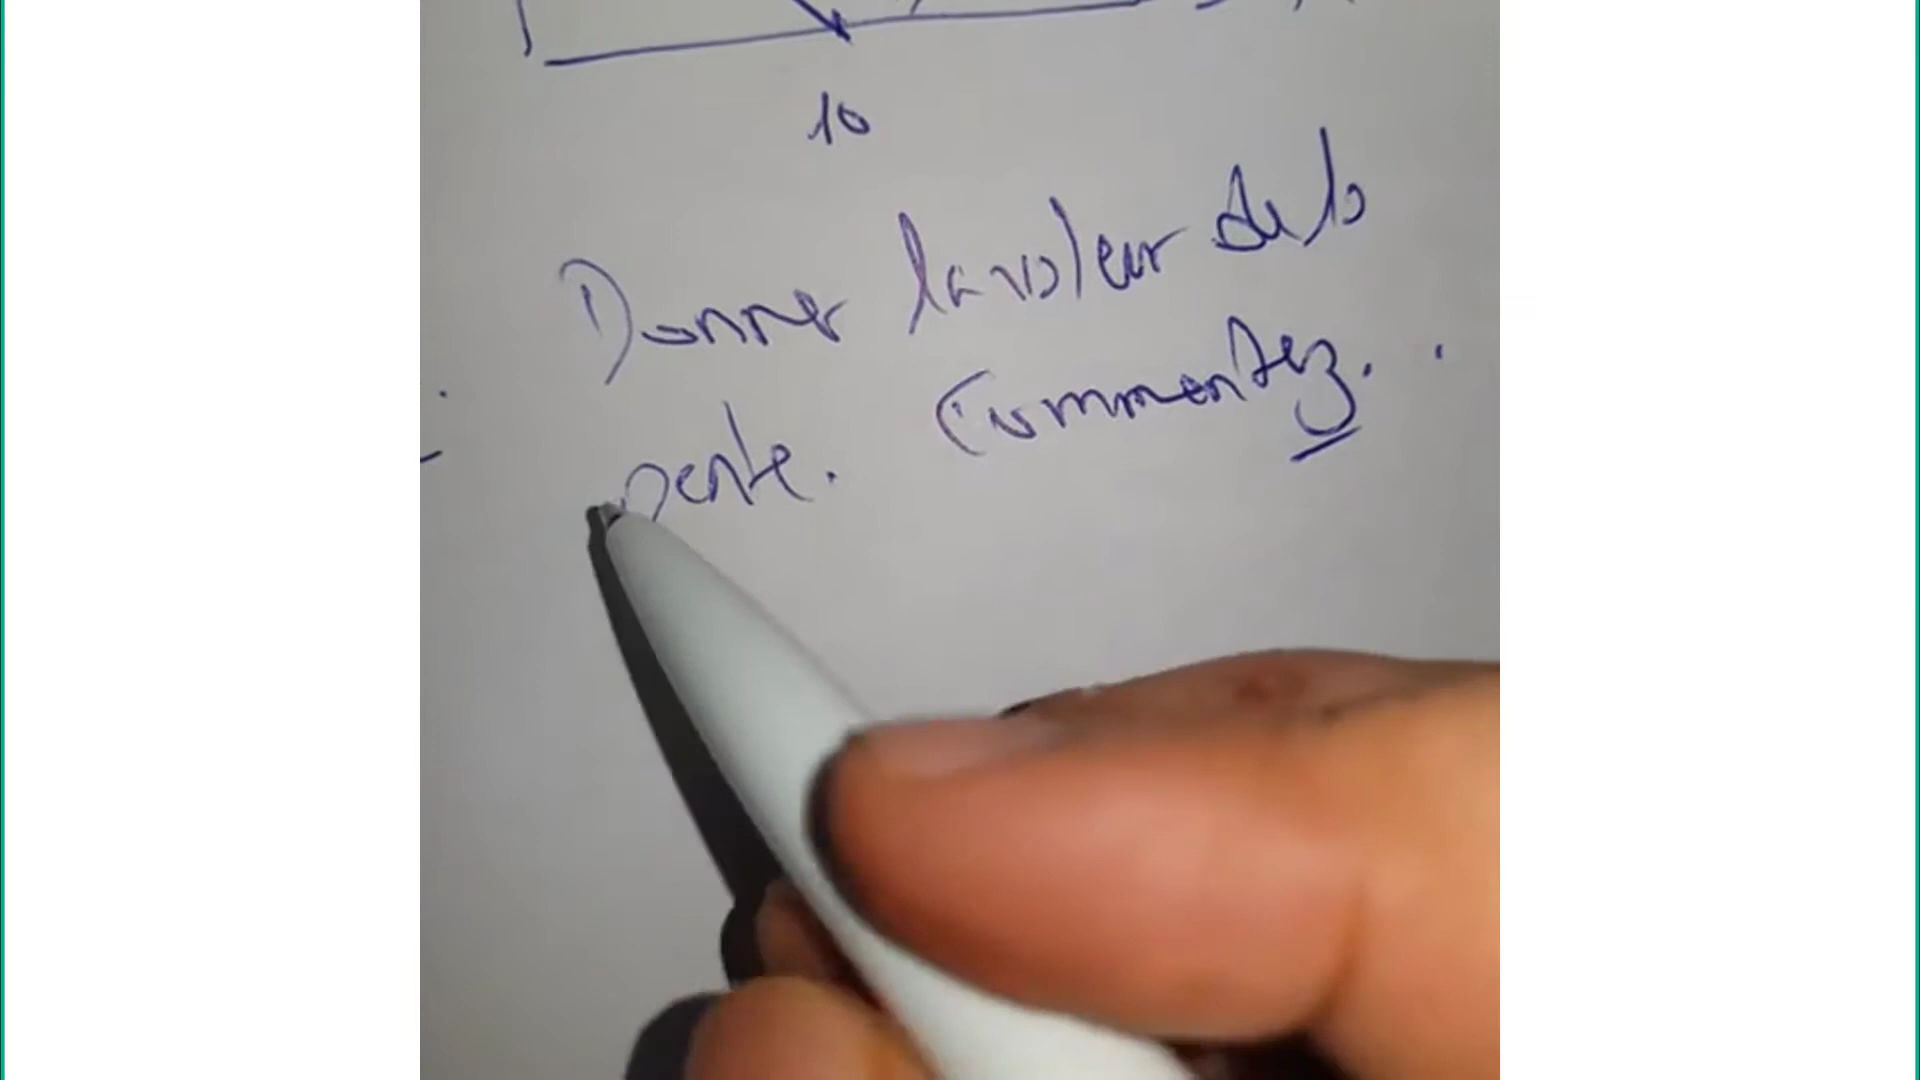 10
Donner la valeur de la
pente. Commentez.